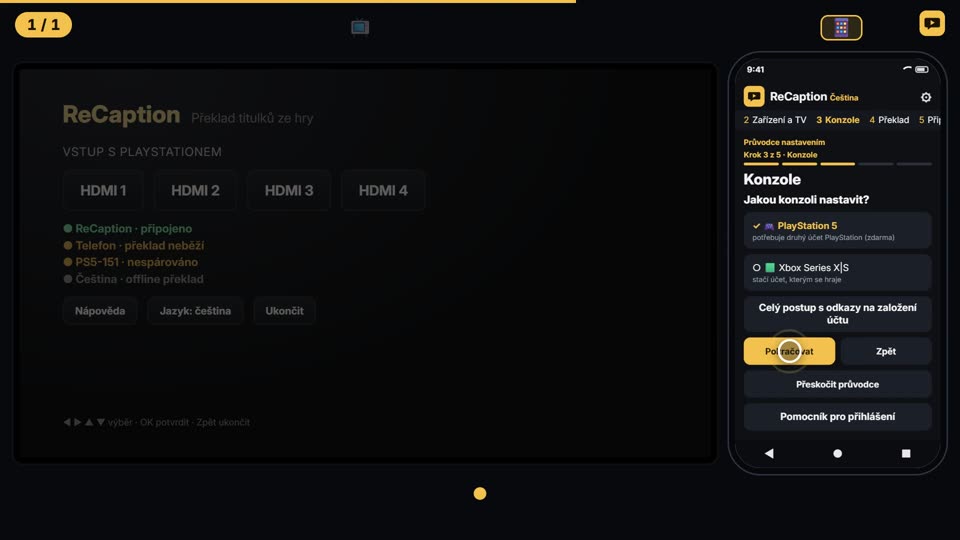 1 / 1
ReCaption Překlad titulků ze hry
VSTUP S PLAYSTATIONEM
HDMI 1
HDMI 2
HDMI 3
HDMI 4
ReCaption · připojeno
Telefon · překlad neběží
PS5-151 · nespárováno
Čeština · offline překlad
Nápověda
Jazyk: čeština
Ukončit
výběr · OK potvrdit · Zpět ukončit
9:41
ReCaption Čeština
2 Zařízení a TV 3 Konzole 4 Překlad 5 Přip
Průvodce nastavením
Krok 3 z 5 · Konzole
Konzole
Jakou konzoli nastavit?
PlayStation 5
potřebuje druhý účet PlayStation (zdarma)
Xbox Series X|S
stačí účet, kterým se hraje
Celý postup s odkazy na založení
účtu
Pokračovat
Zpět
Přeskočit průvodce
Pomocník pro přihlášení